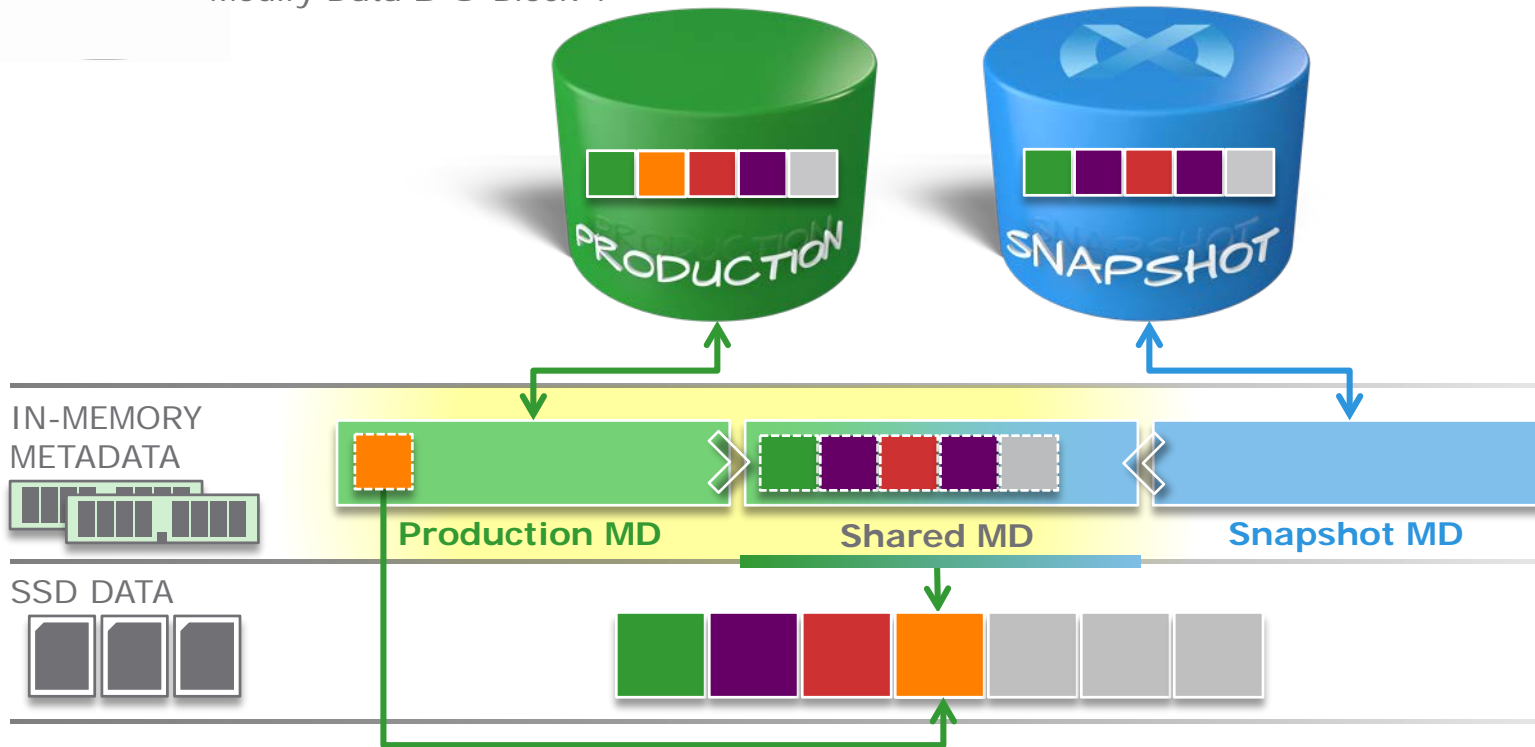 PRODUCTION
SNAPSHOT
IN-MEMORY
METADATA
Production MD
Shared MD
Snapshot MD
SSD DATA